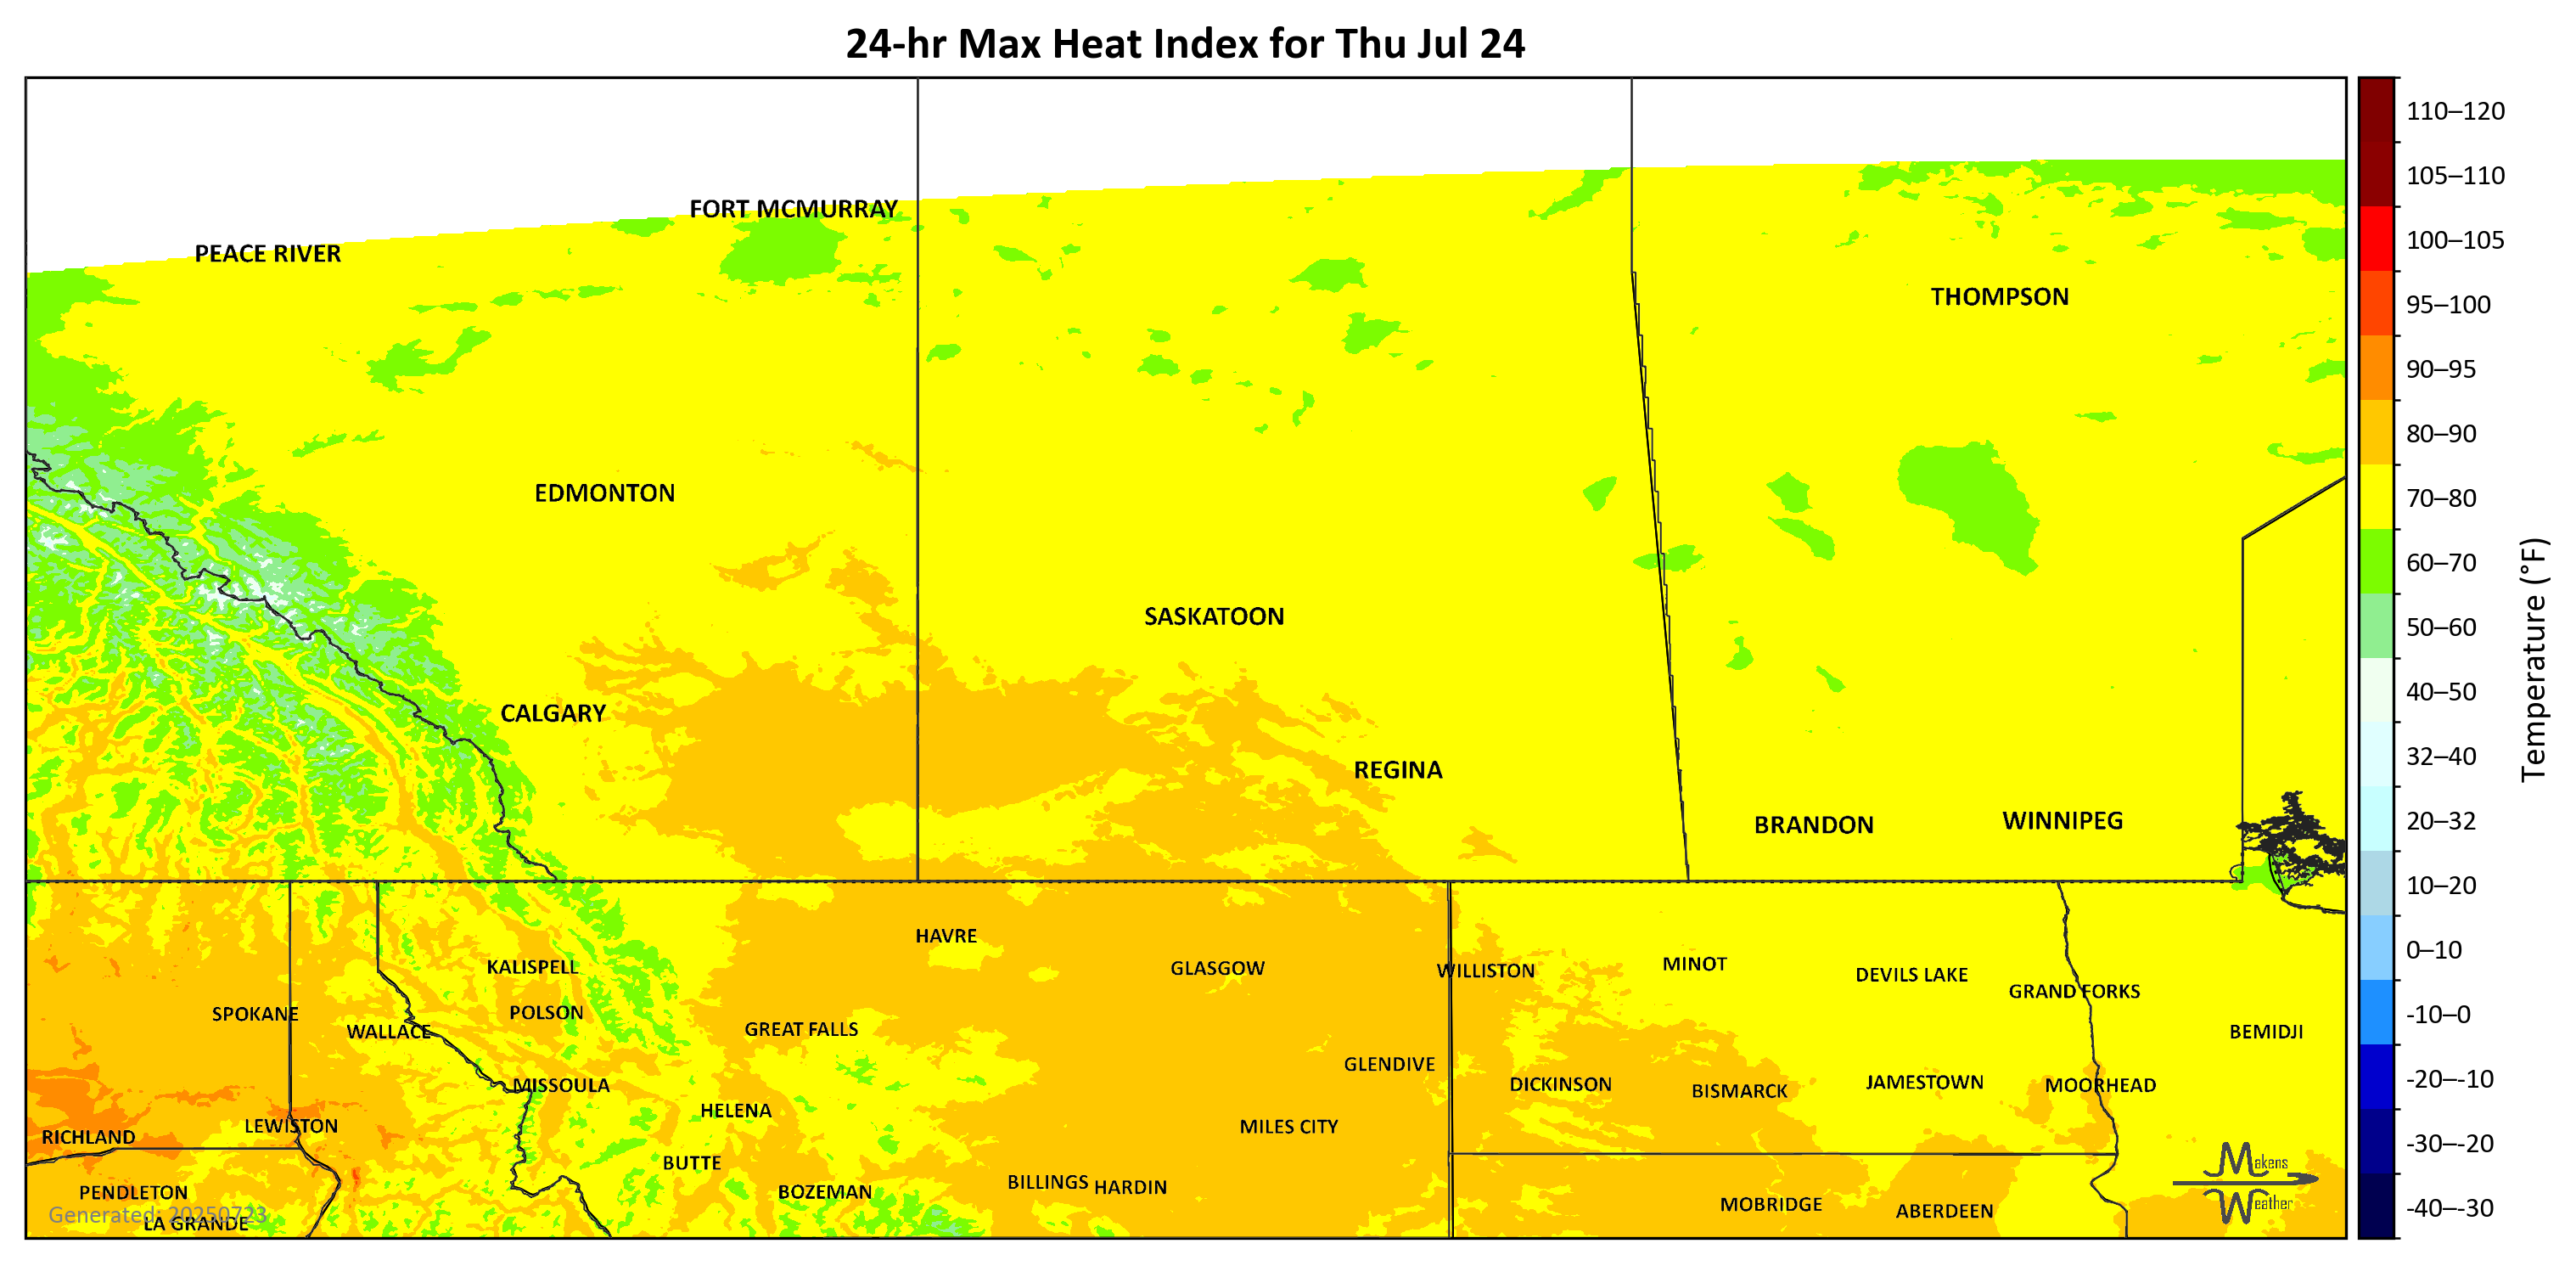 24-hr Max Heat Index for Thu Jul 24
110–120
105–110
FORT MCMURRAY
100–105
PEACE RIVER
THOMPSON
95–100
90–95
80–90
EDMONTON
70–80
60–70
SASKATOON
50–60
40–50
CALGARY
32–40
REGINA
Temperature (°F)
BRANDON
WINNIPEG
20–32
10–20
HAVRE
0–10
KALISPELL
GLASGOW
WILLISTON
MINOT
DEVILS LAKE
GRAND FORKS
SPOKANE
POLSON
-10–0
WALLACE
GREAT FALLS
BEMIDJI
GLENDIVE
-20–-10
MISSOULA
DICKINSON
BISMARCK
JAMESTOWN
MOORHEAD
HELENA
LEWISTON
MILES CITY
RICHLAND
-30–-20
BUTTE
Makens
PENDLETON
BOZEMAN
BILLINGS
HARDIN
MOBRIDGE
ABERDEEN
Weather
-40–-30
Generated: 20250723
LA GRANDE